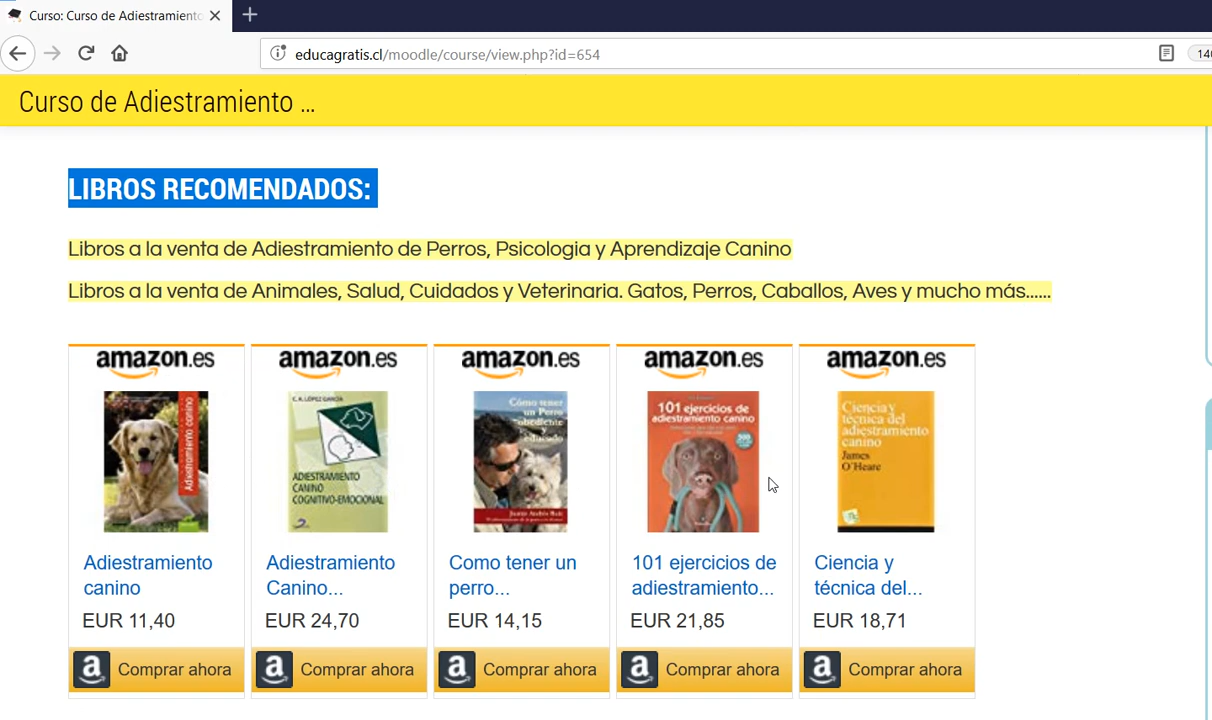 Curso: Curso de Adiestramiento
educagratis.cl/moodle/course/view.php?id=654
140
Curso de Adiestramiento ...
LIBROS RECOMENDADOS:
Libros a la venta de Adiestramiento de Perros, Psicologia y Aprendizaje Canino
Libros a la venta de Animales, Salud, Cuidados y Veterinaria. Gatos, Perros, Caballos, Aves y mucho más......
amazon.es
Adiestramiento canino
Adiestramiento
canino
EUR 11,40
a Comprar ahora
amazon.es
C. A. LÓPEZ GARCÍA
ADIESTRAMIENTO
CANINO
COGNITIVO-EMOCIONAL
Adiestramiento
Canino...
EUR 24,70
a Comprar ahora
amazon.es
Cómo tener
un Perro
obediente
y
educado
Como tener un
perro...
EUR 14,15
a Comprar ahora
amazon.es
101 ejercicios de
adiestramiento canino
101 ejercicios de
adiestramiento...
EUR 21,85
a Comprar ahora
amazon.es
Ciencia y
técnica del
adiestramiento
canino
James
O'Heare
Ciencia y
técnica del...
EUR 18,71
a Comprar ahora